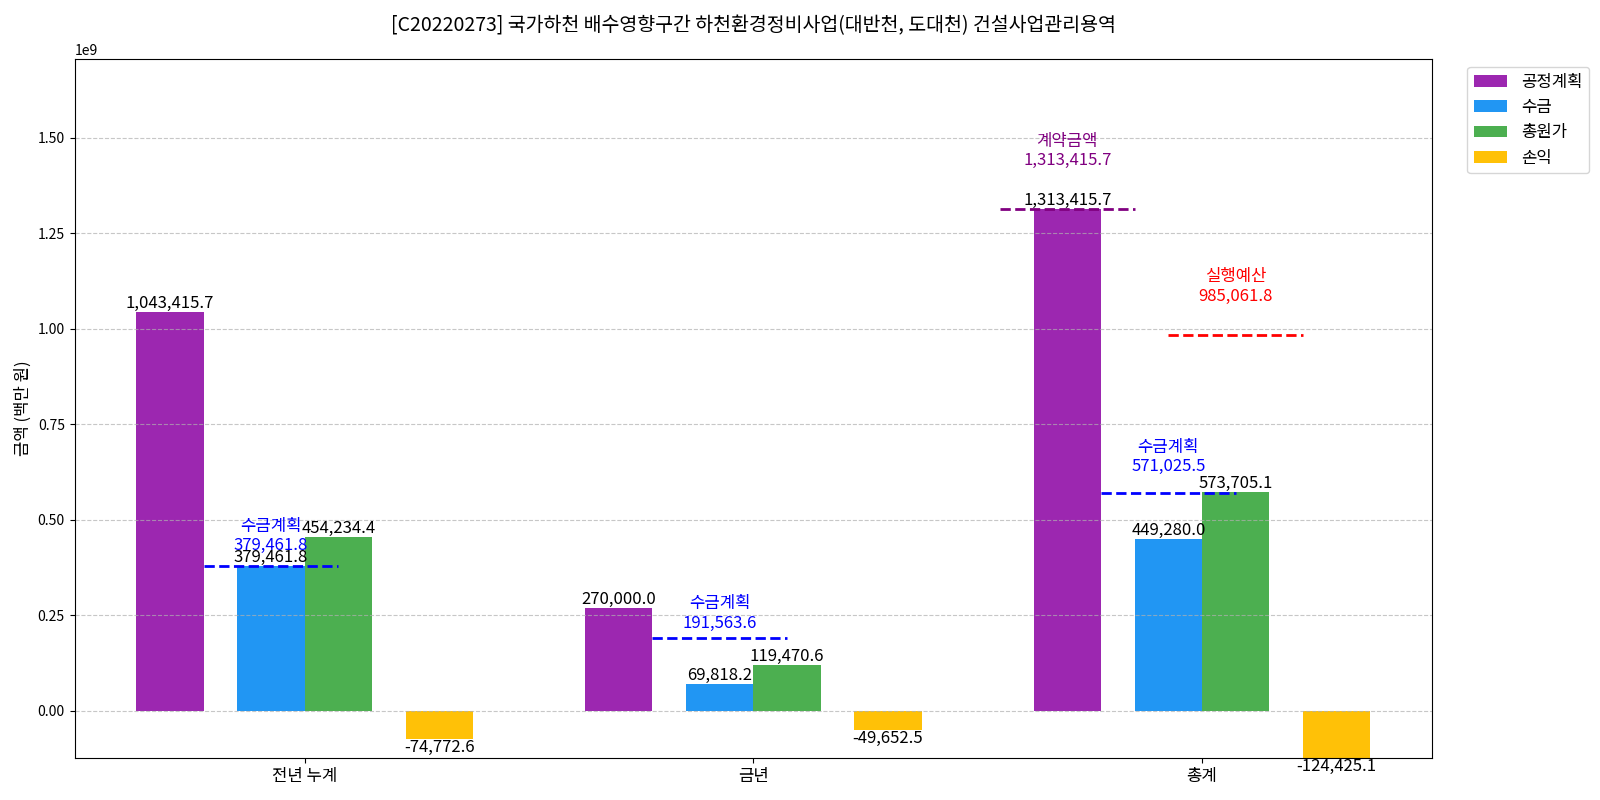 [C20220273] 국가하천 배수영향구간 하천환경정비사업(대반천, 도대천) 건설사업관리용역
1e9
공정계획
수금
총원가
손익
금액 (백만 원)
1.50
1.25
1.00
0.75
0.50
0.25
0.00
1,043,415.7
수금계획
379,461.8
379,461.8
454,234.4
-74,772.6
270,000.0
수금계획
191,563.6
69,818.2
119,470.6
-49,652.5
계약금액
1,313,415.7
1,313,415.7
실행예산
985,061.8
수금계획
571,025.5
573,705.1
449,280.0
-124,425.1
전년 누계
금년
총계